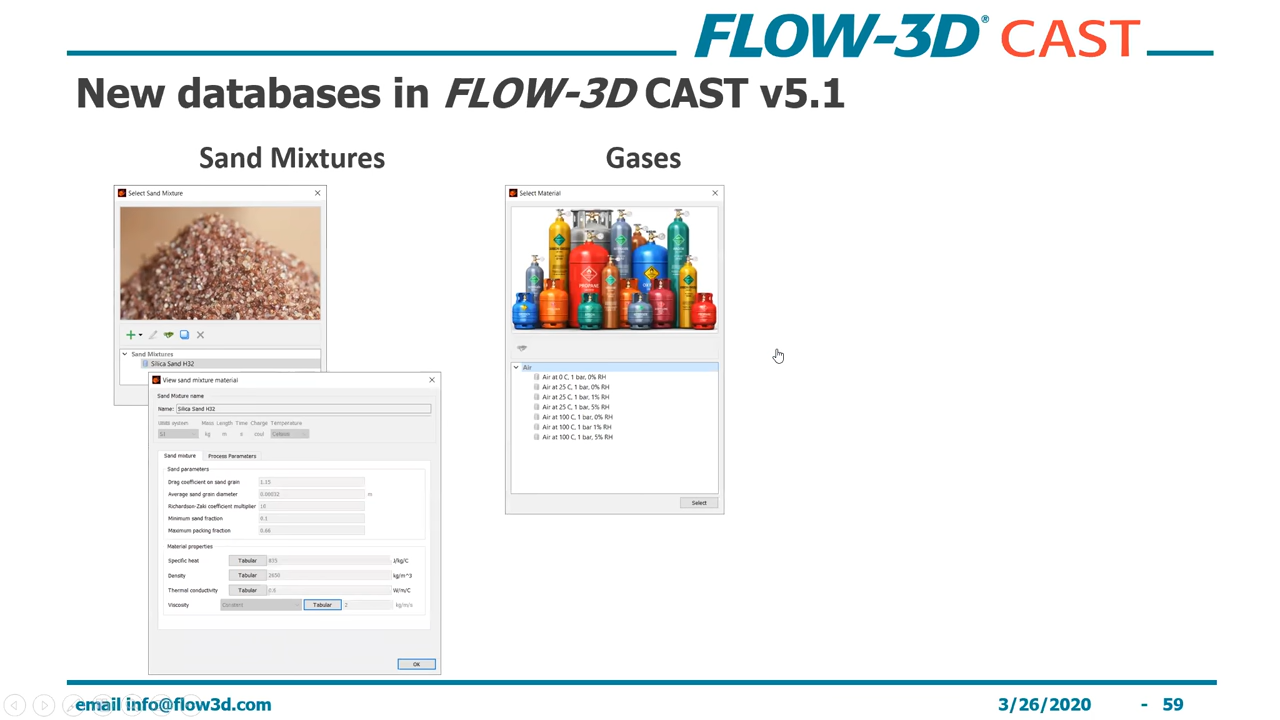 FLOW-3D® CAST
New databases in FLOW-3D CAST v5.1
Sand Mixtures
Gases
Select Sand Mixture
Sand Mixtures
Silica Sand H32
View sand mixture material
Sand Mixture name
Name: Silica Sand H32
Units system Mass Length Time Charge Temperature
SI kg m s coul Celsius
Sand mixture Process Parameters
Sand parameters
Drag coefficient on sand grain 1.15
Average sand grain diameter 0.00032 m
Richardson-Zaki coefficient multiplier 16
Minimum sand fraction 0.1
Maximum packing fraction 0.66
Material properties
Specific heat Tabular 835 J/kg/C
Density Tabular 2650 kg/m^3
Thermal conductivity Tabular 0.6 W/m/C
Viscosity Constant Tabular 2 kg/m/s
OK
Select Material
PROPANE
Air
Air at 0 C, 1 bar, 0% RH
Air at 25 C, 1 bar, 0% RH
Air at 25 C, 1 bar, 1% RH
Air at 25 C, 1 bar, 5% RH
Air at 100 C, 1 bar, 0% RH
Air at 100 C, 1 bar 1% RH
Air at 100 C, 1 bar, 5% RH
Select
email info@flow3d.com
3/26/2020 - 59